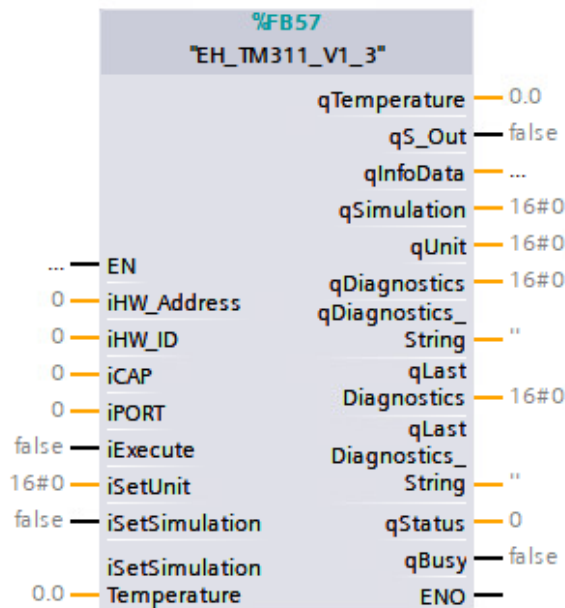 %FB57
"EH_TM311_V1_3"
qTemperature 0.0
qS_Out false
qInfoData ...
qSimulation 16#0
qUnit 16#0
... EN
qDiagnostics 16#0
0 iHW_Address
qDiagnostics_
String ''
0 iHW_ID
qLast
0 iCAP
Diagnostics 16#0
0 iPORT
qLast
false iExecute
Diagnostics_
String ''
16#0 iSetUnit
false iSetSimulation
qStatus 0
iSetSimulation
qBusy false
0.0 Temperature
ENO